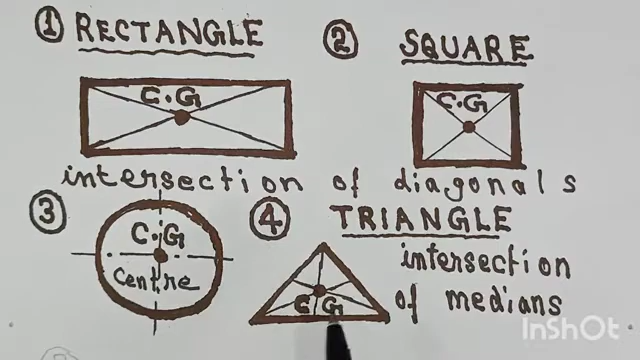 ① RECTANGLE
② SQUARE
C.G
C.G
intersection of diagonals
③
C.G
Centre
④ TRIANGLE
intersection
of medians
C G
InShOt